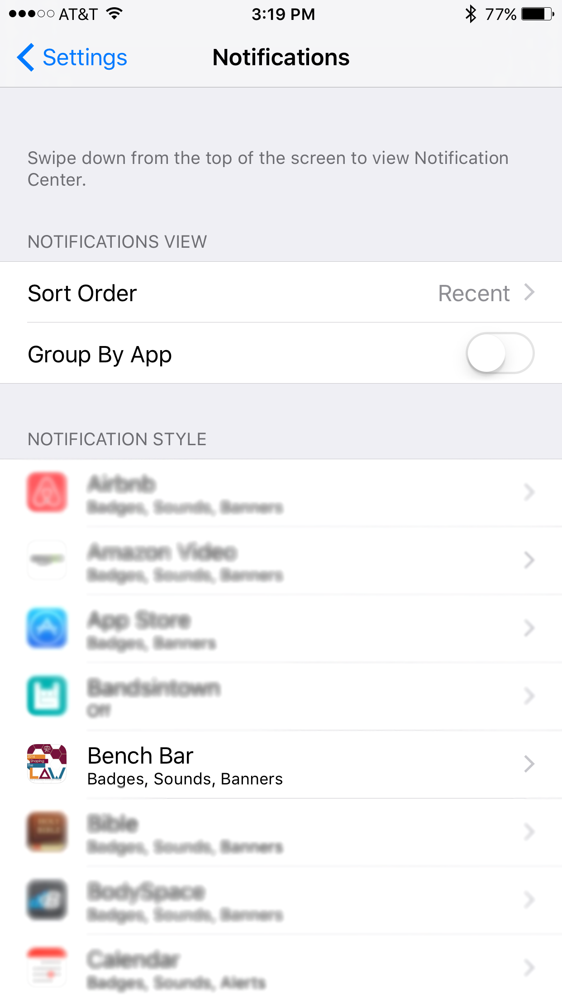 AT&T 3:19 PM 77%
Settings Notifications
Swipe down from the top of the screen to view Notification
Center.
NOTIFICATIONS VIEW
Sort Order Recent
Group By App
NOTIFICATION STYLE
Airbnb
Badges, Sounds, Banners
Amazon Video
Badges, Sounds, Banners
App Store
Badges, Banners
Bandsintown
Off
2016
Shaping
The
LAW
Bench Bar
Badges, Sounds, Banners
Bible
Badges, Sounds, Banners
BodySpace
Badges, Sounds, Banners
Calendar
Badges, Sounds, Alerts